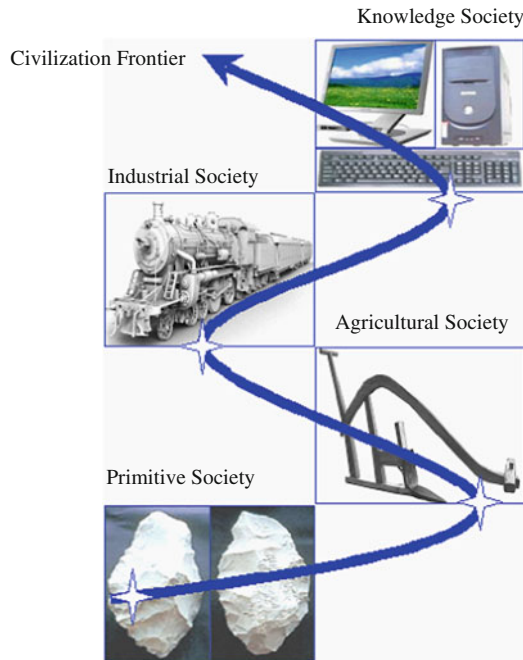 Knowledge Society
Civilization Frontier
Industrial Society
Agricultural Society
Primitive Society